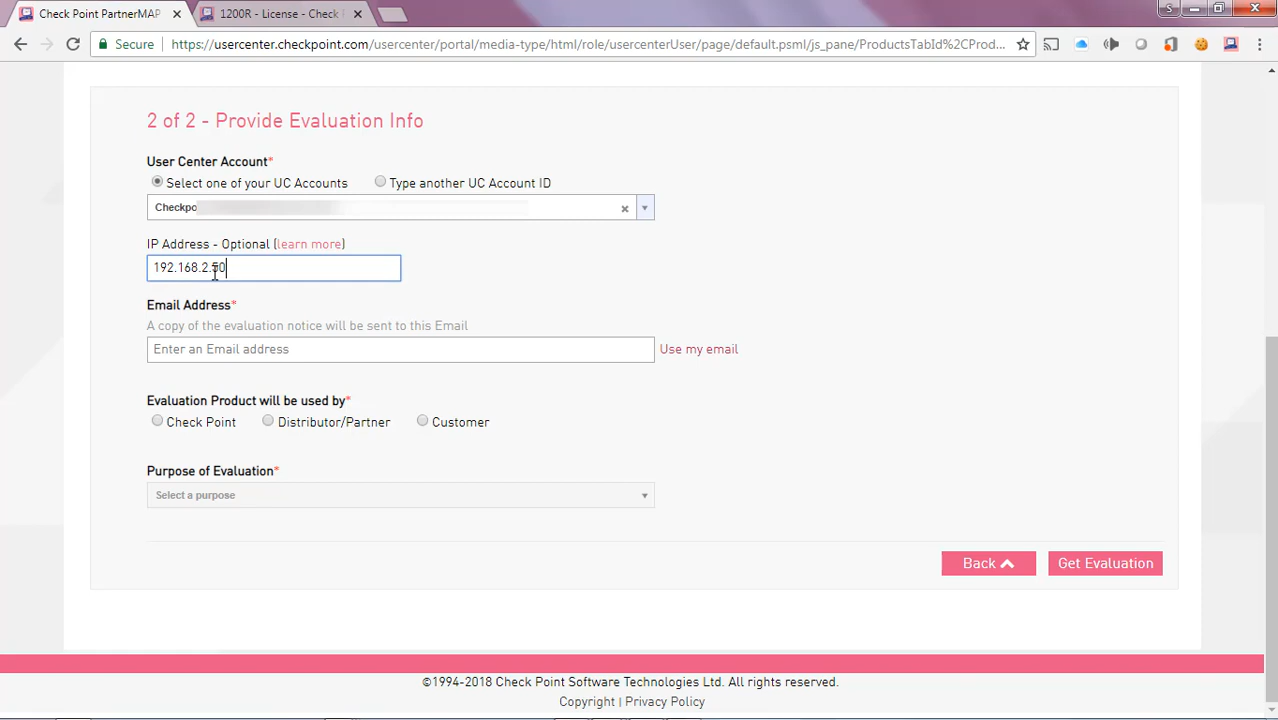 Check Point PartnerMAP
1200R - License - Check P
Secure
https://usercenter.checkpoint.com/usercenter/portal/media-type/html/role/usercenterUser/page/default.psml/js_pane/ProductsTabId%2CProd...
2 of 2 - Provide Evaluation Info
User Center Account*
Select one of your UC Accounts Type another UC Account ID
Checkpo
IP Address - Optional (learn more)
192.168.2.50
Email Address*
A copy of the evaluation notice will be sent to this Email
Enter an Email address Use my email
Evaluation Product will be used by*
Check Point Distributor/Partner Customer
Purpose of Evaluation*
Select a purpose
Back Get Evaluation
©1994-2018 Check Point Software Technologies Ltd. All rights reserved.
Copyright | Privacy Policy